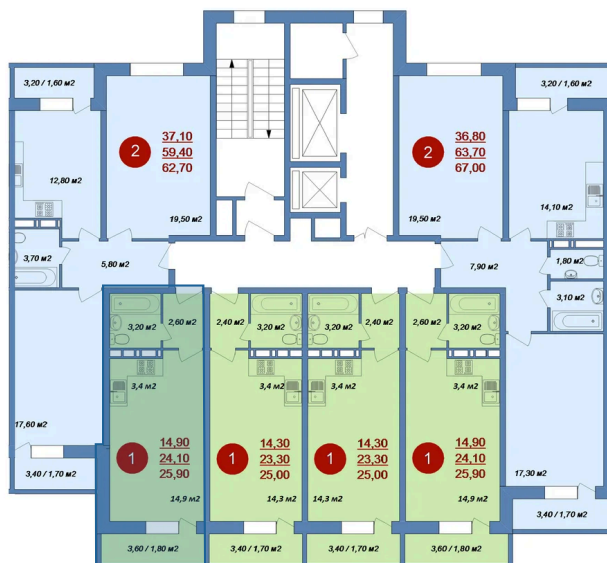 3,20 / 1,60 м2
3,20 / 1,60 м2
2
37,10
59,40
62,70
2
36,80
63,70
67,00
12,80 м2
14,10 м2
19,50 м2
19,50 м2
3,70 м2
5,80 м2
7,90 м2
1,80 м2
3,10 м2
3,20 м2
2,60 м2
2,40 м2
3,20 м2
3,20 м2
2,40 м2
2,60 м2
3,20 м2
3,4 м2
3,4 м2
3,4 м2
3,4 м2
17,60 м2
1
14,90
24,10
25,90
1
14,30
23,30
25,00
1
14,30
23,30
25,00
1
14,90
24,10
25,90
3,40 / 1,70 м2
17,30 м2
14,9 м2
14,3 м2
14,3 м2
14,9 м2
3,40 / 1,70 м2
3,60 / 1,80 м2
3,40 / 1,70 м2
3,40 / 1,70 м2
3,60 / 1,80 м2